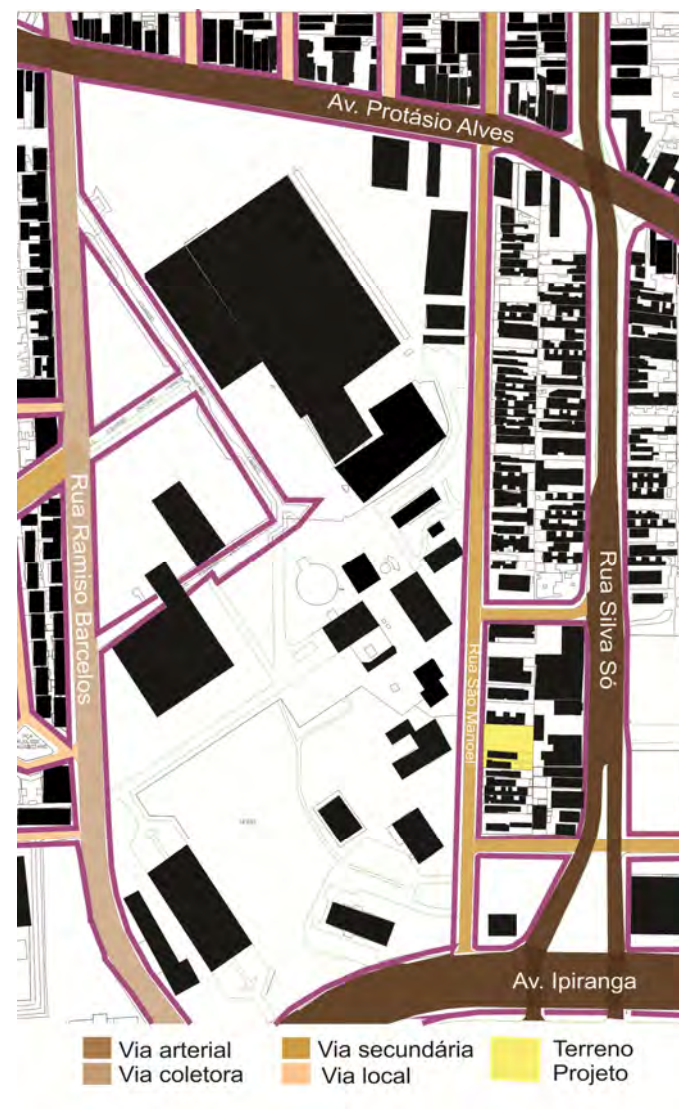 Av. Protásio Alves
Rua Ramiso Barcelos
Rua São Manoel
Rua Silva Só
Av. Ipiranga
Via arterial
Via coletora
Via secundária
Via local
Terreno
Projeto